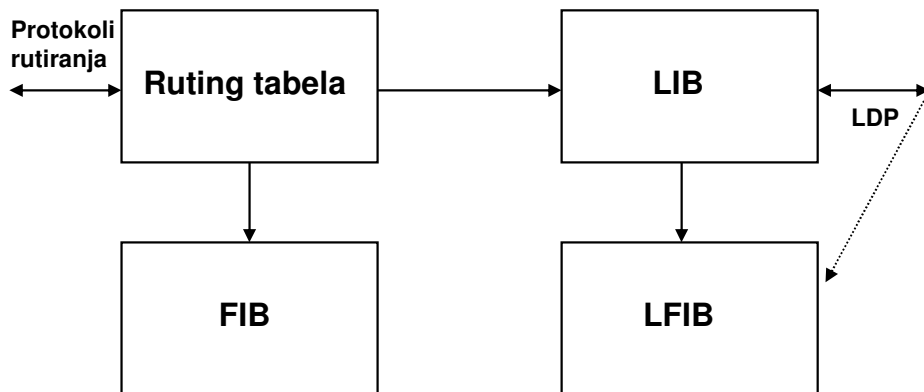 Protokoli
rutiranja
Ruting tabela
LIB
LDP
FIB
LFIB